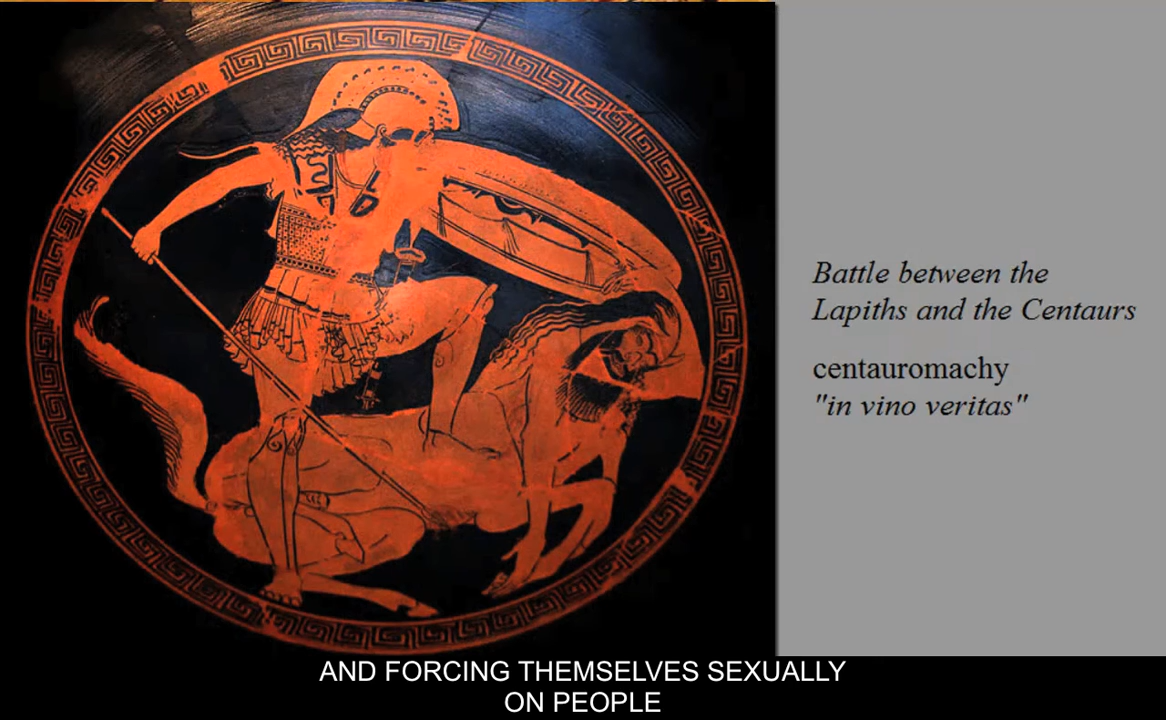 Battle between the
Lapiths and the Centaurs
centauromachy
"in vino veritas"
AND FORCING THEMSELVES SEXUALLY
ON PEOPLE